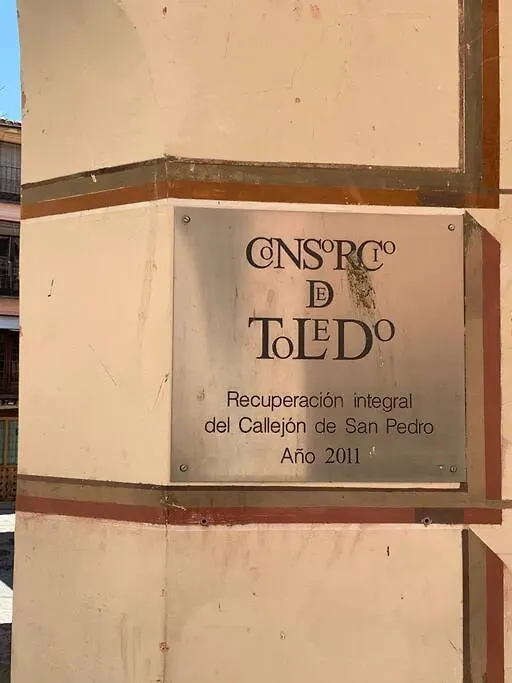 CONSORCIO
DE
TOLEDO
Recuperación integral
del Callejón de San Pedro
Año 2011